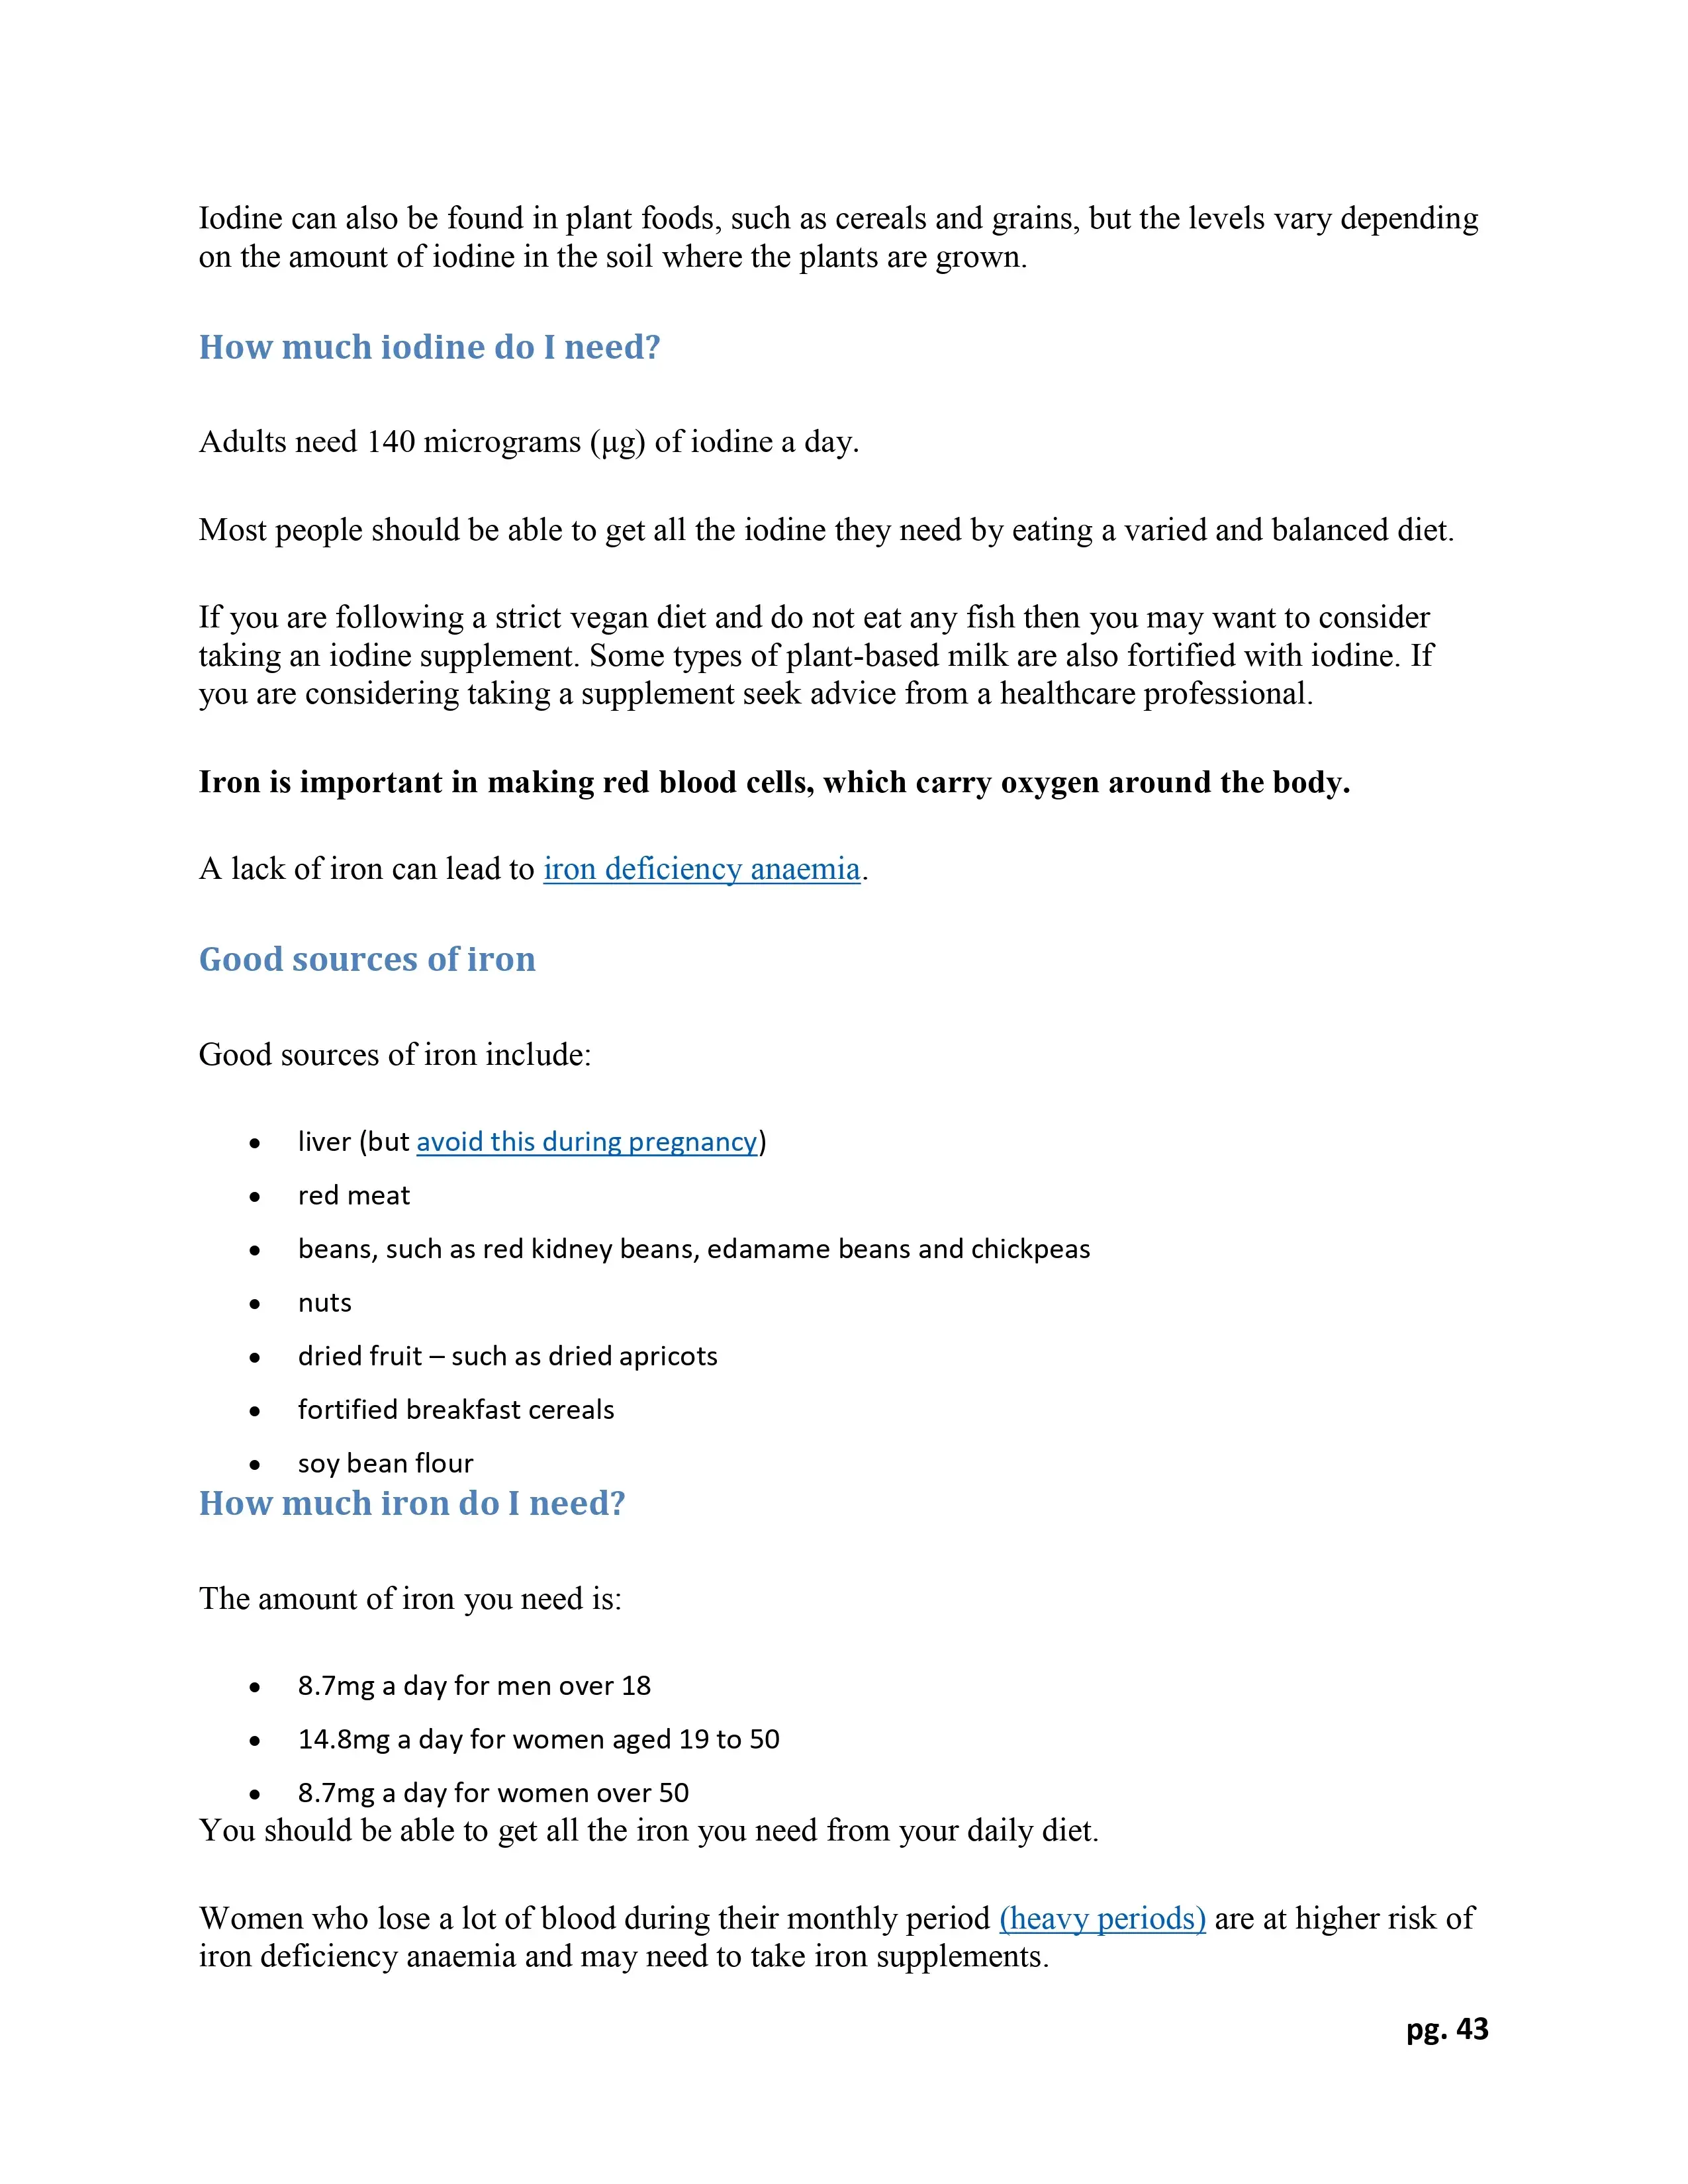 Iodine can also be found in plant foods, such as cereals and grains, but the levels vary depending
on the amount of iodine in the soil where the plants are grown.
How much iodine do I need?
Adults need 140 micrograms (μg) of iodine a day.
Most people should be able to get all the iodine they need by eating a varied and balanced diet.
If you are following a strict vegan diet and do not eat any fish then you may want to consider
taking an iodine supplement. Some types of plant-based milk are also fortified with iodine. If
you are considering taking a supplement seek advice from a healthcare professional.
Iron is important in making red blood cells, which carry oxygen around the body.
A lack of iron can lead to iron deficiency anaemia.
Good sources of iron
Good sources of iron include:
• liver (but avoid this during pregnancy)
• red meat
• beans, such as red kidney beans, edamame beans and chickpeas
• nuts
• dried fruit – such as dried apricots
• fortified breakfast cereals
• soy bean flour
How much iron do I need?
The amount of iron you need is:
• 8.7mg a day for men over 18
• 14.8mg a day for women aged 19 to 50
• 8.7mg a day for women over 50
You should be able to get all the iron you need from your daily diet.
Women who lose a lot of blood during their monthly period (heavy periods) are at higher risk of
iron deficiency anaemia and may need to take iron supplements.
pg. 43